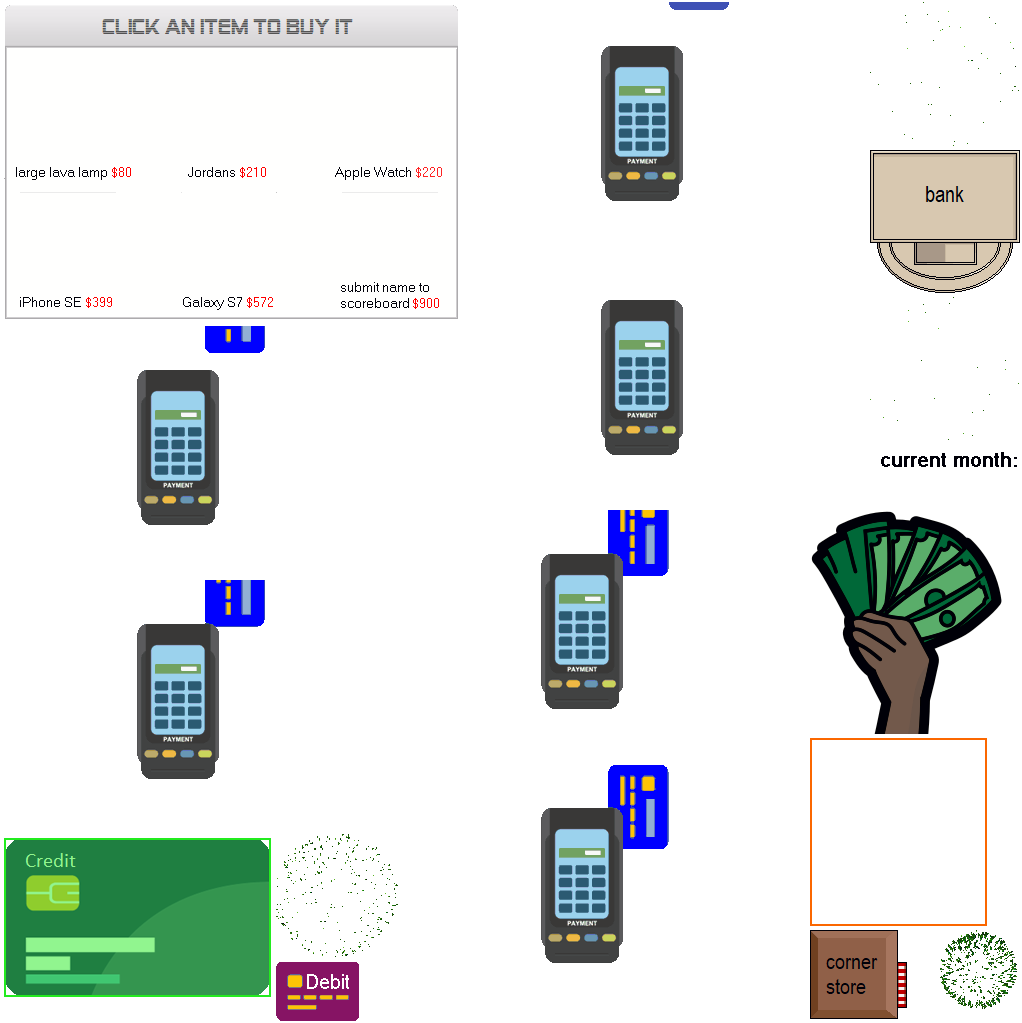 CLICK AN ITEM TO BUY IT
large lava lamp $80
Jordans $210
Apple Watch $220
iPhone SE $399
Galaxy S7 $572
submit name to
scoreboard $900
PAYMENT
bank
PAYMENT
current month:
PAYMENT
PAYMENT
PAYMENT
Credit
PAYMENT
Debit
corner
store